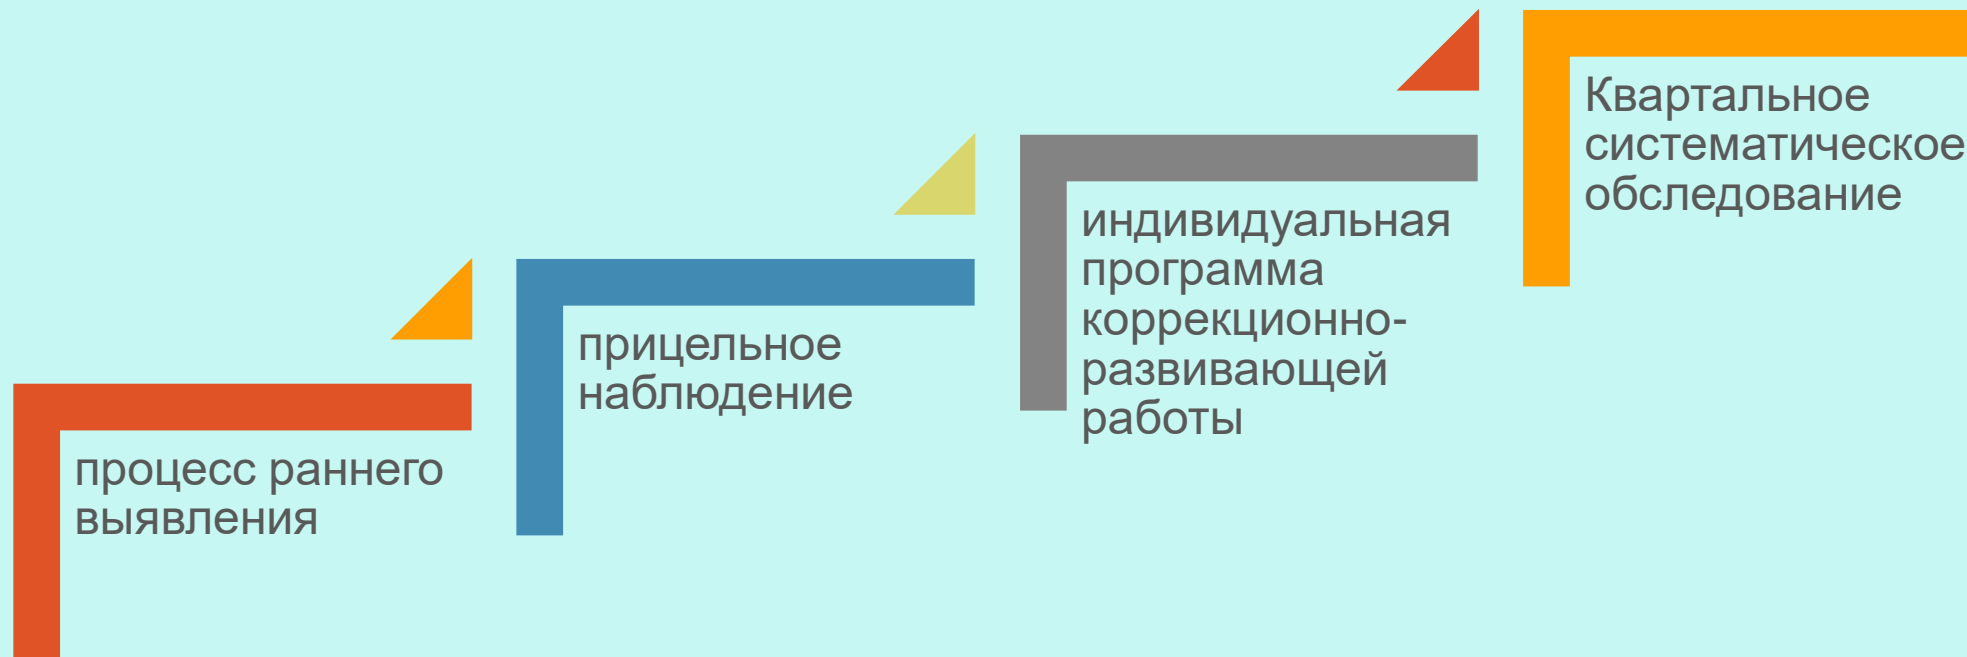 процесс раннего
выявления
прицельное
наблюдение
индивидуальная
программа
коррекционно-
развивающей
работы
Квартальное
систематическое
обследование